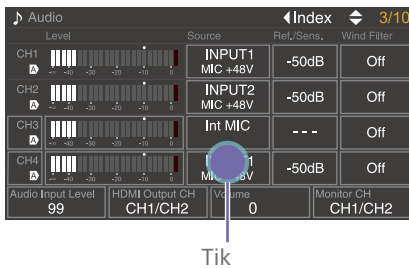 ♪ Audio ◀Index ◆ 3/10
Level Source Ref./Sens. Wind Filter
CH1 INPUT1 -50dB Off
A -∞ -40 -30 -20 -10 0 MIC +48V
CH2 INPUT2 -50dB Off
A -∞ -40 -30 -20 -10 0 MIC +48V
CH3 Int MIC --- Off
A -∞ -40 -30 -20 -10 0
CH4 -50dB Off
A -∞ -40 -30 -20 -10 0
Audio Input Level HDMI Output CH Volume Monitor CH
99 CH1/CH2 0 CH1/CH2
Tik